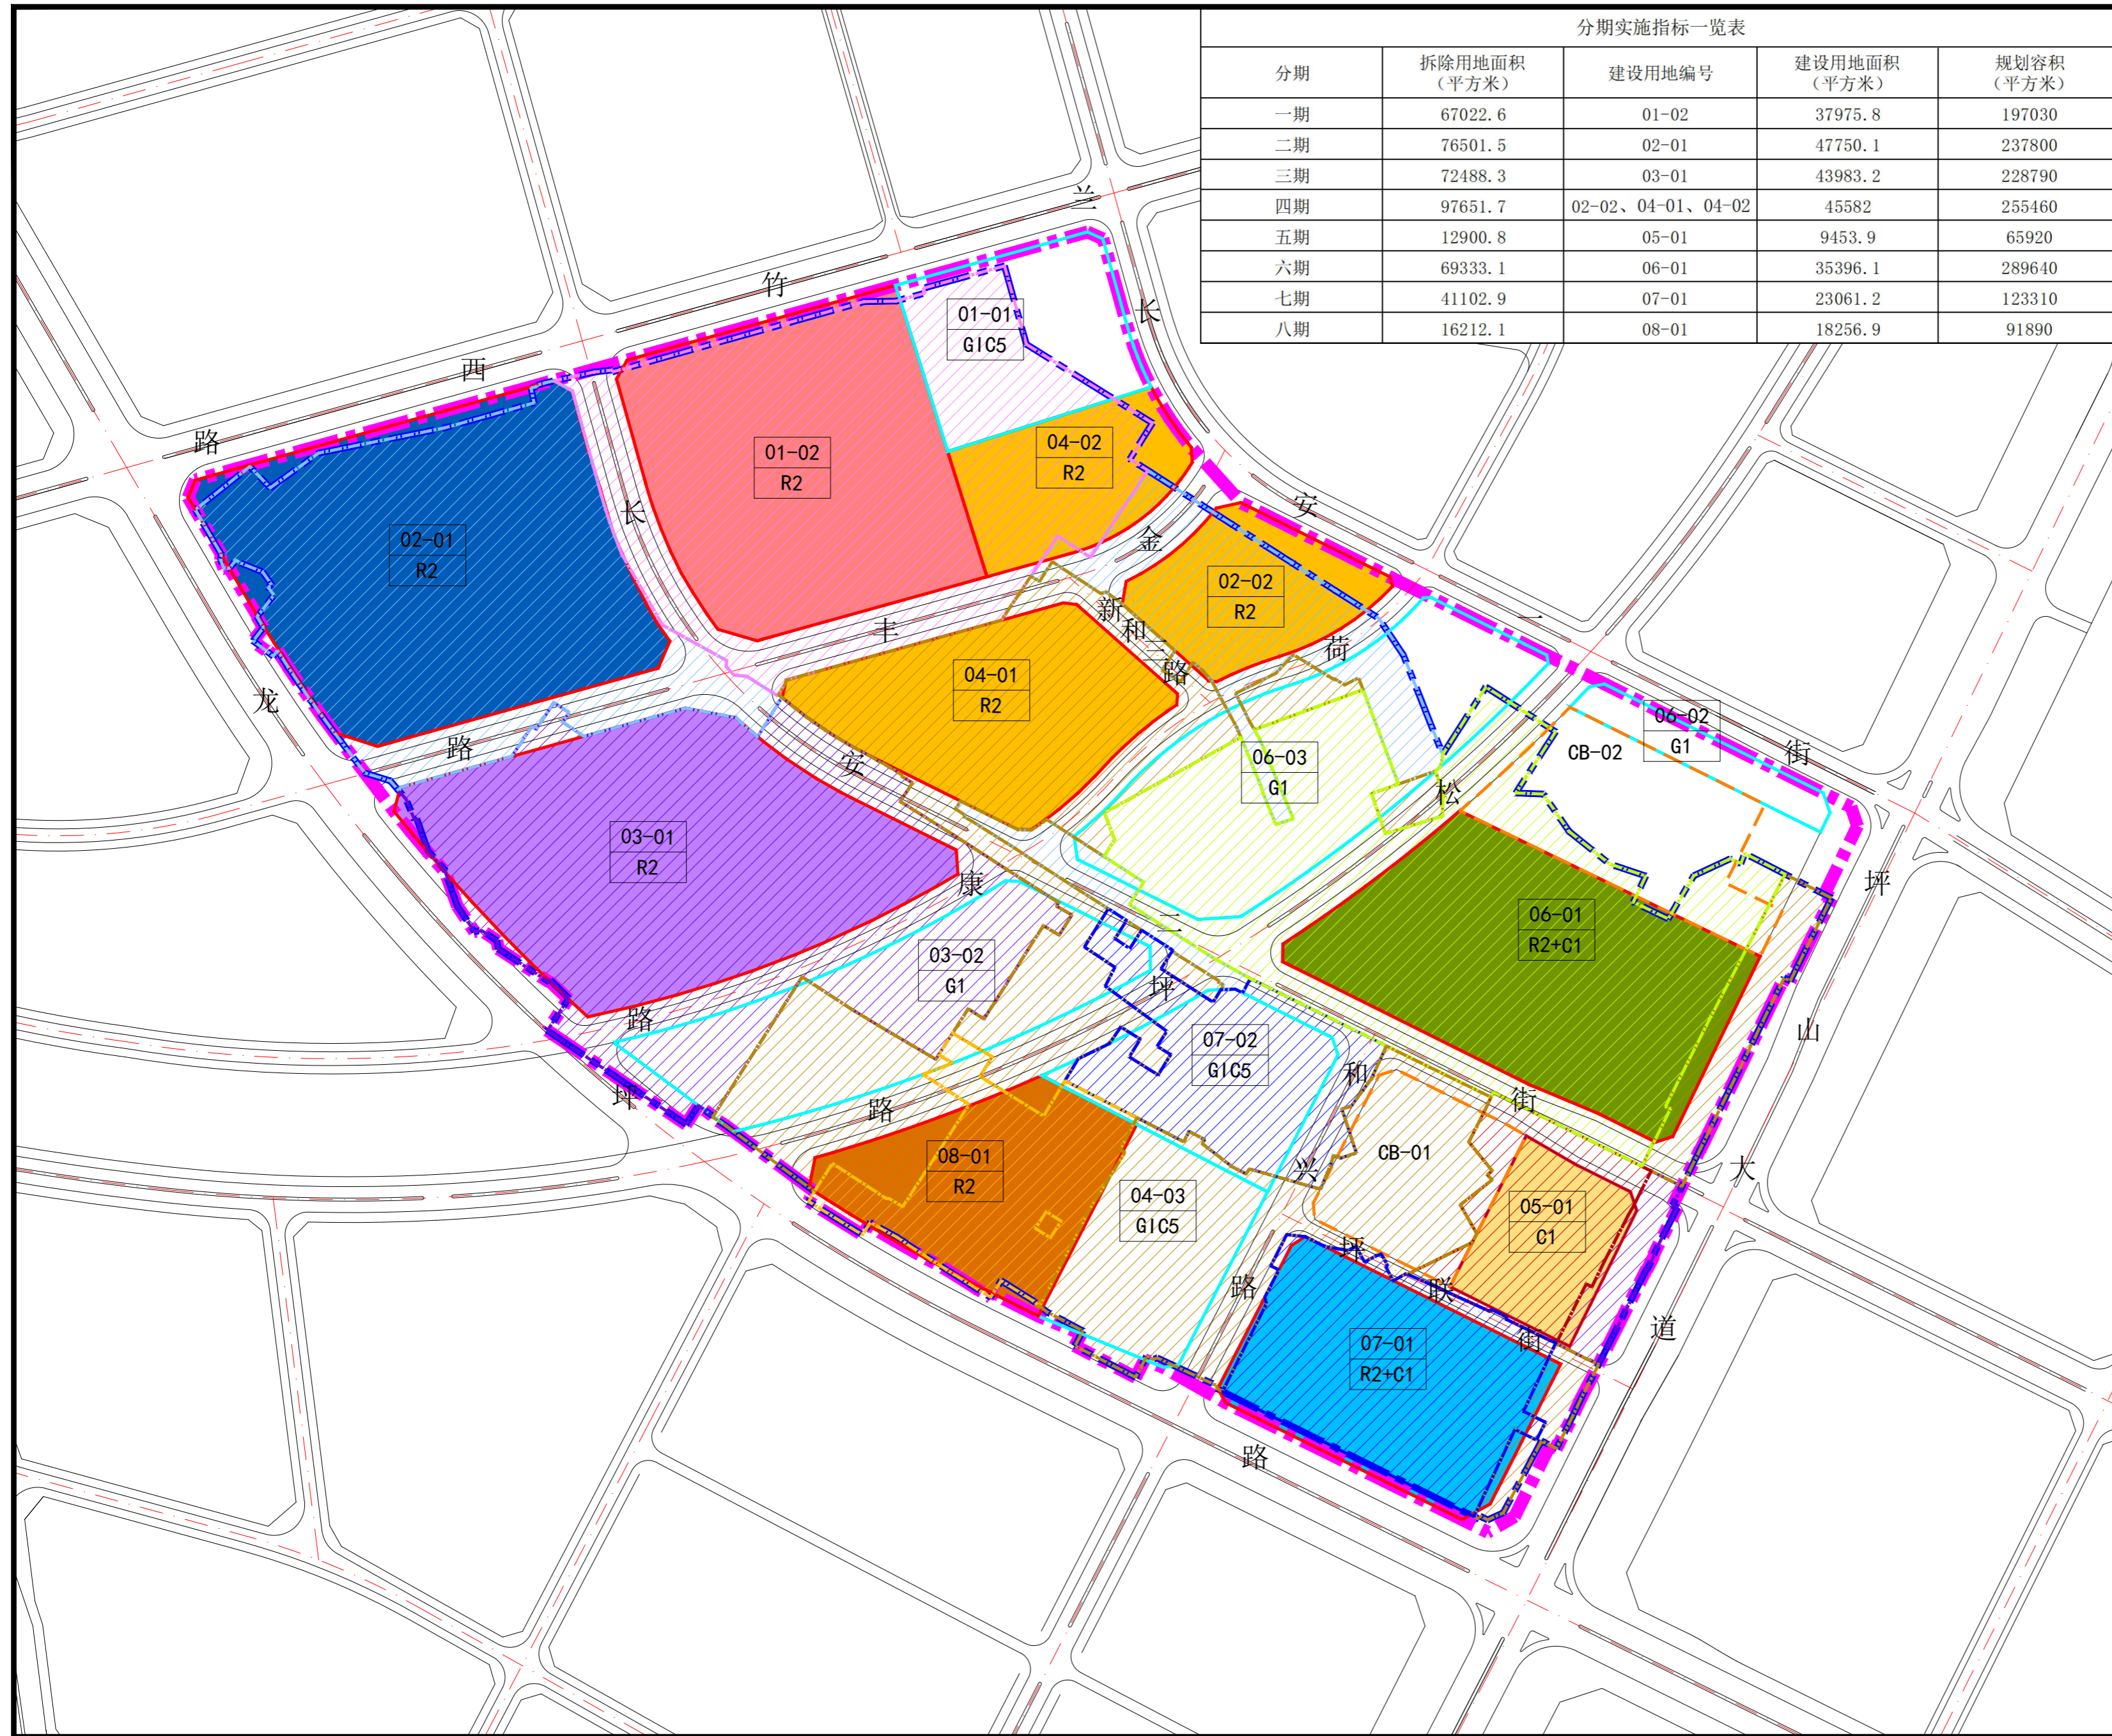 分期实施指标一览表
分期 拆除用地面积（平方米） 建设用地编号 建设用地面积（平方米） 规划容积（平方米）
一期 67022.6 01-02 37975.8 197030
二期 76501.5 02-01 47750.1 237800
三期 72488.3 03-01 43983.2 228790
四期 97651.7 02-02、04-01、04-02 45582 255460
五期 12900.8 05-01 9453.9 65920
六期 69333.1 06-01 35396.1 289640
七期 41102.9 07-01 23061.2 123310
八期 16212.1 08-01 18256.9 91890
兰
竹
西
路
长
安
一
街
01-01
GIC5
01-02
R2
04-02
R2
02-01
R2
长
安
二
街
金
丰
路
02-02
R2
新
和
三
路
荷
康
路
04-01
R2
龙
坪
路
06-02
G1
CB-02
06-03
G1
松
坪
路
03-01
R2
坪
山
大
道
06-01
R2+C1
03-02
G1
07-02
GIC5
和
兴
路
CB-01
08-01
R2
04-03
GIC5
05-01
C1
坪
联
街
07-01
R2+C1